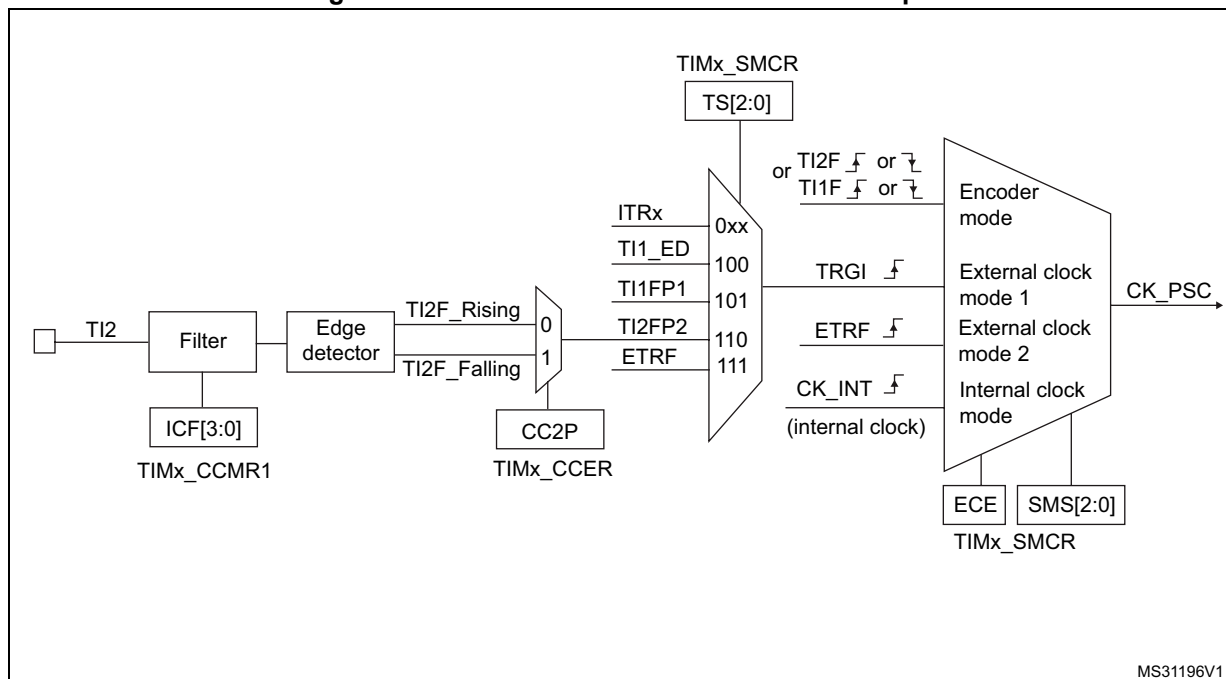 TIMx_SMCR
TS[2:0]
or TI2F or
TI1F or
Encoder
mode
ITRx
0xx
TI1_ED
100
TRGI
External clock
mode 1
CK_PSC
TI1FP1
101
TI2F_Rising
0
TI2
Filter
Edge
detector
TI2FP2
110
ETRF
External clock
mode 2
1
ETRF
111
TI2F_Falling
CK_INT
Internal clock
mode
(internal clock)
ICF[3:0]
CC2P
TIMx_CCMR1
TIMx_CCER
ECE
SMS[2:0]
TIMx_SMCR
MS31196V1